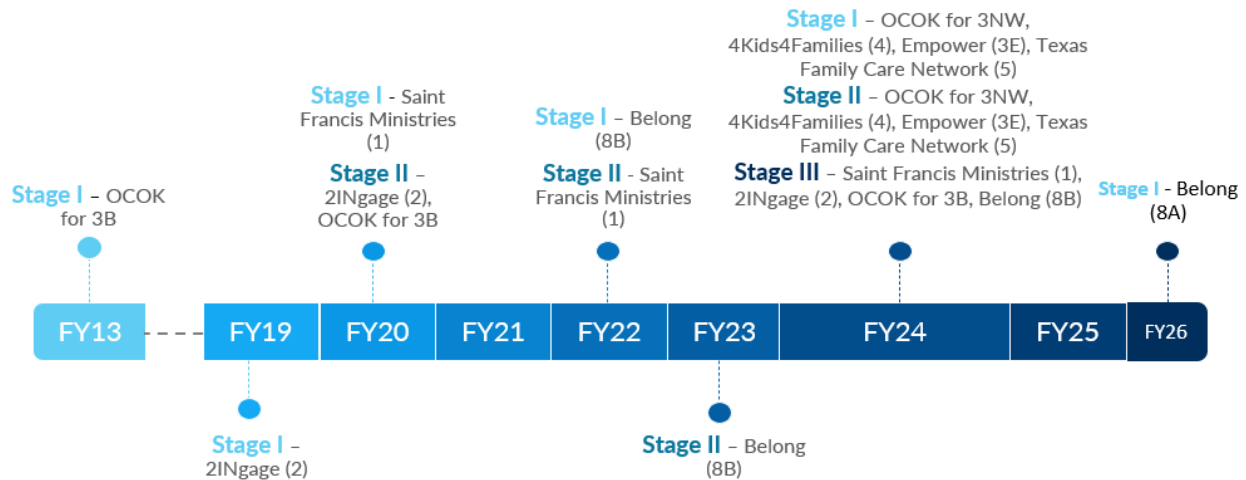 Stage I – OCOK
for 3B
Stage I - Saint
Francis Ministries
(1)
Stage II –
2INgage (2),
OCOK for 3B
Stage I – Belong
(8B)
Stage II - Saint
Francis Ministries
(1)
Stage I – OCOK for 3NW,
4Kids4Families (4), Empower (3E), Texas
Family Care Network (5)
Stage II – OCOK for 3NW,
4Kids4Families (4), Empower (3E), Texas
Family Care Network (5)
Stage III – Saint Francis Ministries (1),
2INgage (2), OCOK for 3B, Belong (8B)
Stage I - Belong
(8A)
FY13
FY19
FY20
FY21
FY22
FY23
FY24
FY25
FY26
Stage I –
2INgage (2)
Stage II – Belong
(8B)